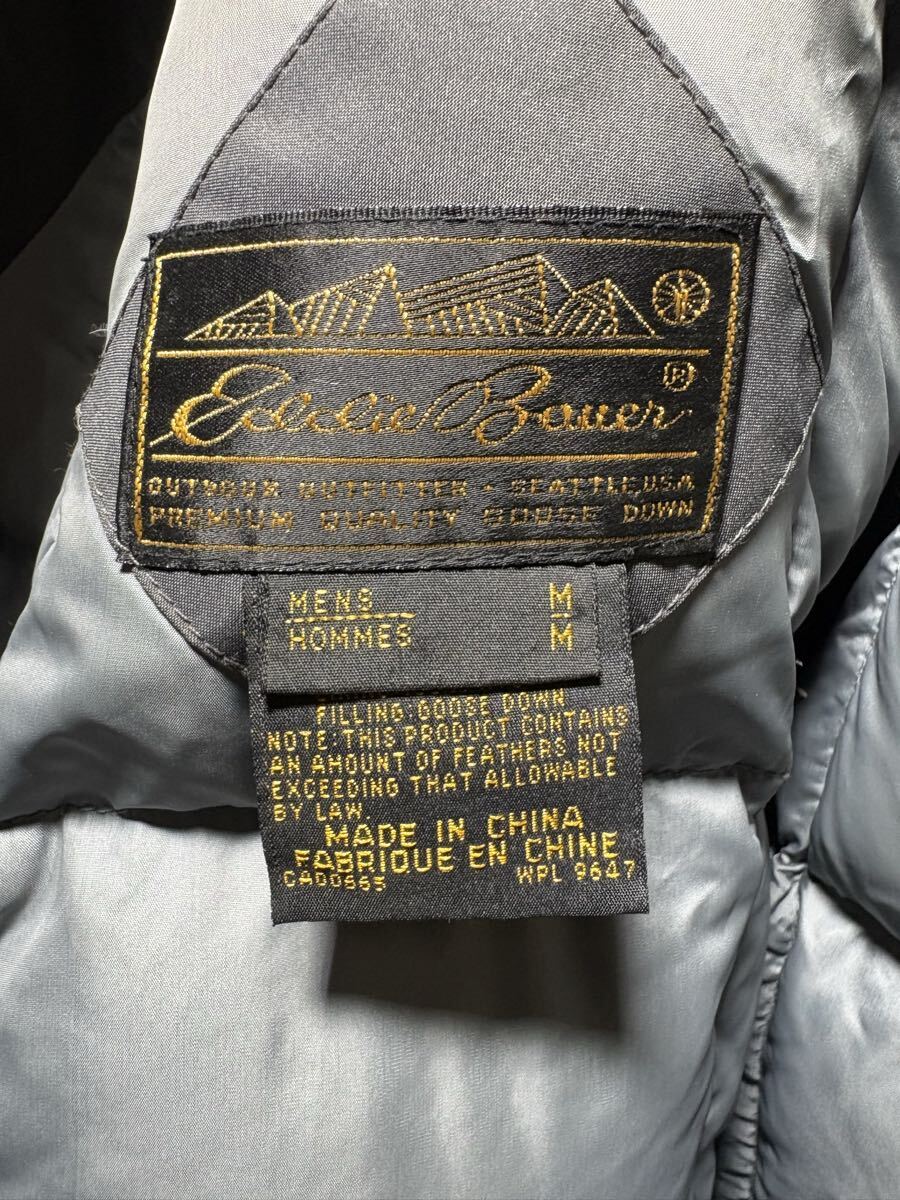 Eddie Bauer ®
OUTDOOR OUTFITTER • SEATTLE, USA
PREMIUM QUALITY GOOSE DOWN
MENS M
HOMMES M
FILLING: GOOSE DOWN
NOTE: THIS PRODUCT CONTAINS
AN AMOUNT OF FEATHERS NOT
EXCEEDING THAT ALLOWABLE
BY LAW.
MADE IN CHINA
FABRIQUE EN CHINE
WPL 9647